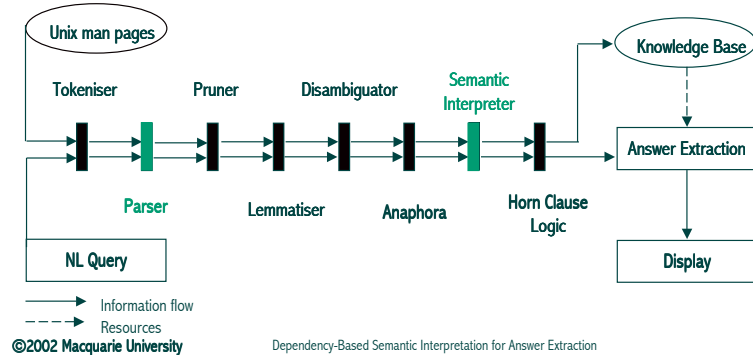 Unix man pages
Knowledge Base
Tokeniser
Pruner
Disambiguator
Semantic
Interpreter
Answer Extraction
Parser
Lemmatiser
Anaphora
Horn Clause
Logic
NL Query
Display
Information flow
Resources
©2002 Macquarie University
Dependency-Based Semantic Interpretation for Answer Extraction